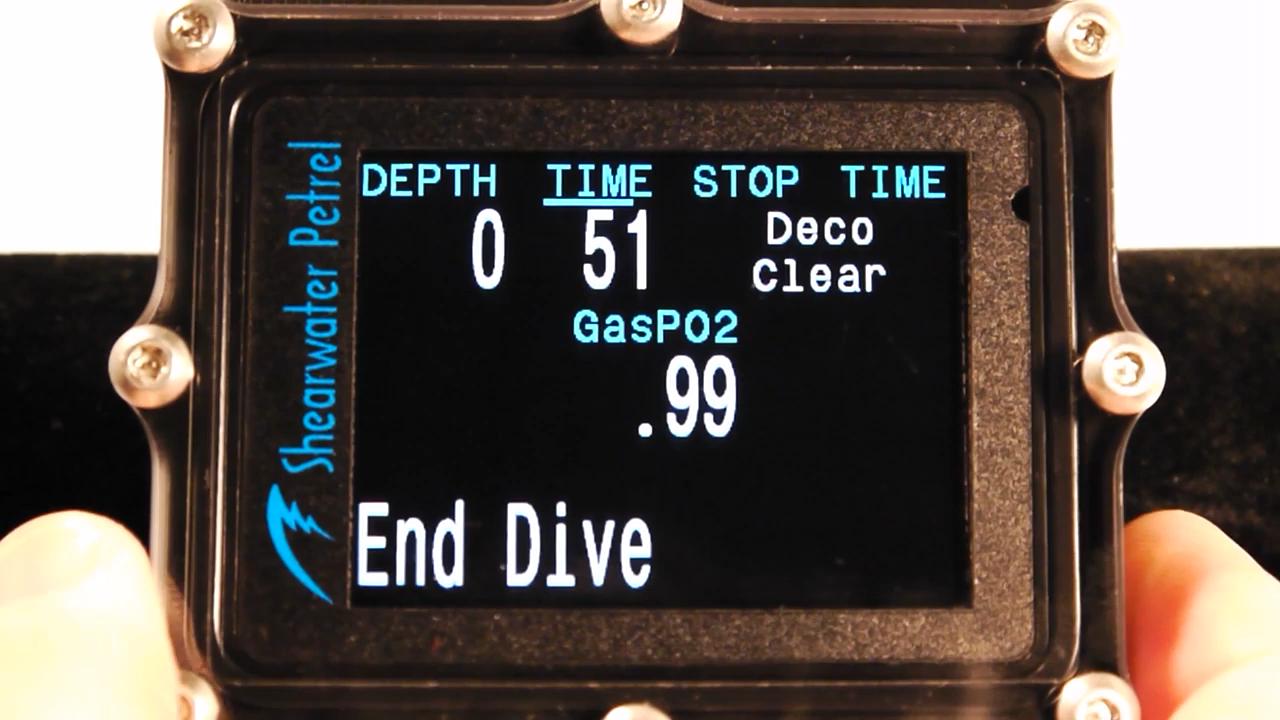 Shearwater Petrel
DEPTH TIME STOP TIME
0 51 Deco
Clear
GasPO2
.99
End Dive